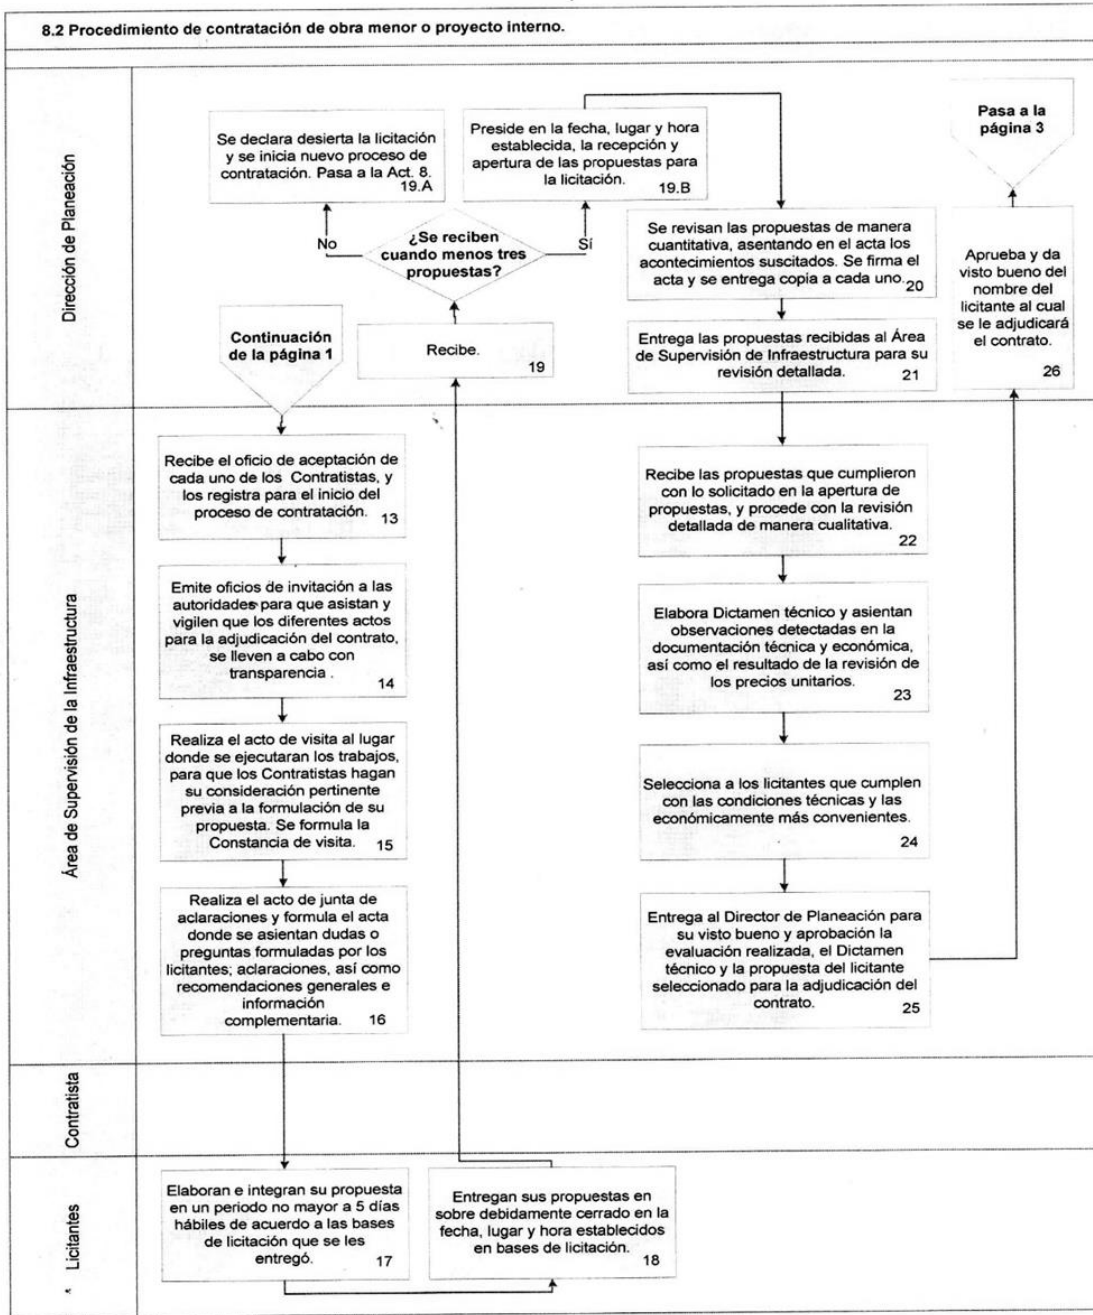 8.2 Procedimiento de contratación de obra menor o proyecto interno.
Dirección de Planeación
Se declara desierta la licitación
y se inicia nuevo proceso de
contratación. Pasa a la Act. 8.
19.A
Preside en la fecha, lugar y hora
establecida, la recepción y
apertura de las propuestas para
la licitación.
19.B
Pasa a la
página 3
No
¿Se reciben
cuando menos tres
propuestas?
Sí
Se revisan las propuestas de manera
cuantitativa, asentando en el acta los
acontecimientos suscitados. Se firma el
acta y se entrega copia a cada uno.
20
Aprueba y da
visto bueno del
nombre del
licitante al cual
se le adjudicará
el contrato.
26
Continuación
de la página 1
Recibe.
19
Entrega las propuestas recibidas al Área
de Supervisión de Infraestructura para su
revisión detallada.
21
Área de Supervisión de la Infraestructura
Recibe el oficio de aceptación de
cada uno de los Contratistas, y
los registra para el inicio del
proceso de contratación.
13
Emite oficios de invitación a las
autoridades para que asistan y
vigilen que los diferentes actos
para la adjudicación del contrato,
se lleven a cabo con
transparencia .
14
Realiza el acto de visita al lugar
donde se ejecutaran los trabajos,
para que los Contratistas hagan
su consideración pertinente
previa a la formulación de su
propuesta. Se formula la
Constancia de visita.
15
Realiza el acto de junta de
aclaraciones y formula el acta
donde se asientan dudas o
preguntas formuladas por los
licitantes; aclaraciones, así como
recomendaciones generales e
información
complementaria.
16
Recibe las propuestas que cumplieron
con lo solicitado en la apertura de
propuestas, y procede con la revisión
detallada de manera cualitativa.
22
Elabora Dictamen técnico y asientan
observaciones detectadas en la
documentación técnica y económica,
así como el resultado de la revisión de
los precios unitarios.
23
Selecciona a los licitantes que cumplen
con las condiciones técnicas y las
económicamente más convenientes.
24
Entrega al Director de Planeación para
su visto bueno y aprobación la
evaluación realizada, el Dictamen
técnico y la propuesta del licitante
seleccionado para la adjudicación del
contrato.
25
Contratista
Licitantes
Elaboran e integran su propuesta
en un periodo no mayor a 5 días
hábiles de acuerdo a las bases
de licitación que se les
entregó.
17
Entregan sus propuestas en
sobre debidamente cerrado en la
fecha, lugar y hora establecidos
en bases de licitación.
18